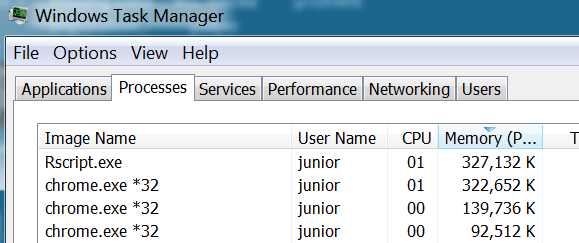 Windows Task Manager
File Options View Help
Applications Processes Services Performance Networking Users
Image Name User Name CPU Memory (P... T
Rscript.exe junior 01 327,132 K
chrome.exe *32 junior 01 322,652 K
chrome.exe *32 junior 00 139,736 K
chrome.exe *32 junior 00 92,512 K